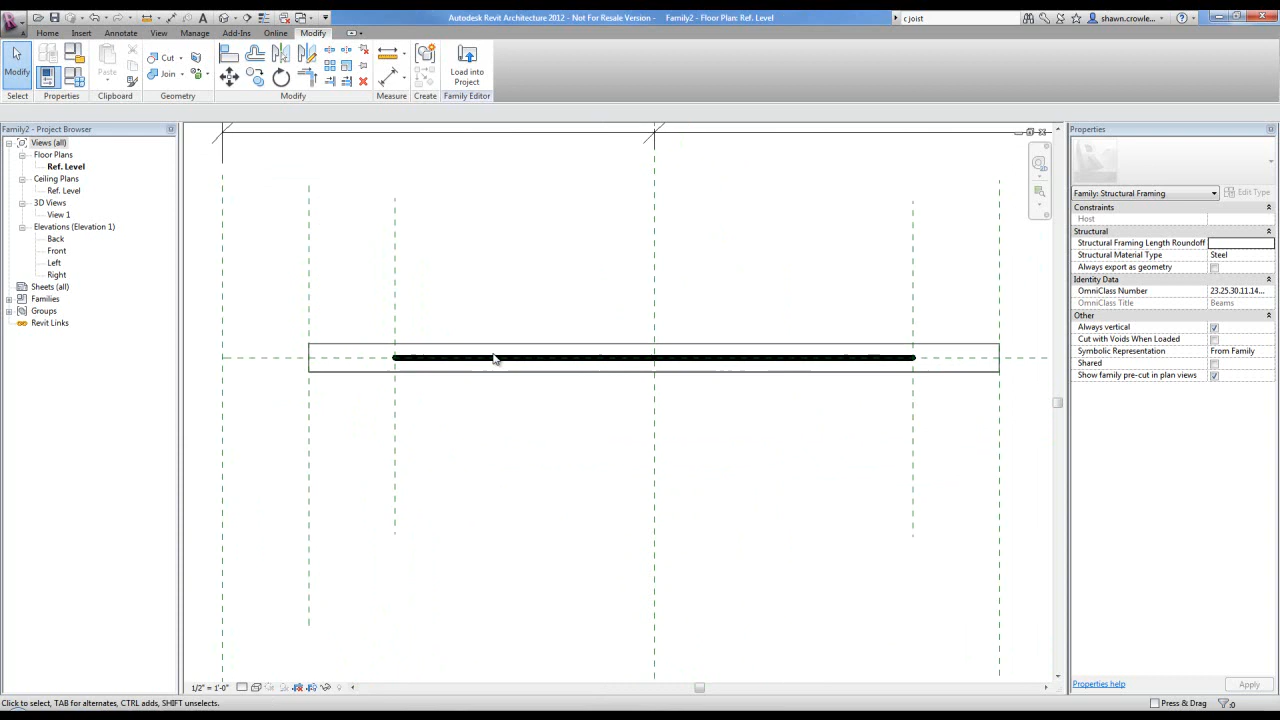 Autodesk Revit Architecture 2012 - Not For Resale Version - Family2 - Floor Plan: Ref. Level
cjoist
shawn.crowle...
Home Insert Annotate View Manage Add-Ins Online Modify
Modify
Paste
Cut
Join
Load into
Project
Select Properties Clipboard Geometry Modify Measure Create Family Editor
Family2 - Project Browser
Views (all)
Floor Plans
Ref. Level
Ceiling Plans
Ref. Level
3D Views
View 1
Elevations (Elevation 1)
Back
Front
Left
Right
Sheets (all)
Families
Groups
Revit Links
Properties
Family: Structural Framing
Edit Type
Constraints
Host
Structural
Structural Framing Length Roundoff
Structural Material Type Steel
Always export as geometry
Identity Data
OmniClass Number 23.25.30.11.14...
OmniClass Title Beams
Other
Always vertical
Cut with Voids When Loaded
Symbolic Representation From Family
Shared
Show family pre-cut in plan views
Properties help
Apply
1/2" = 1'-0"
Click to select, TAB for alternates, CTRL adds, SHIFT unselects.
Press & Drag
:0